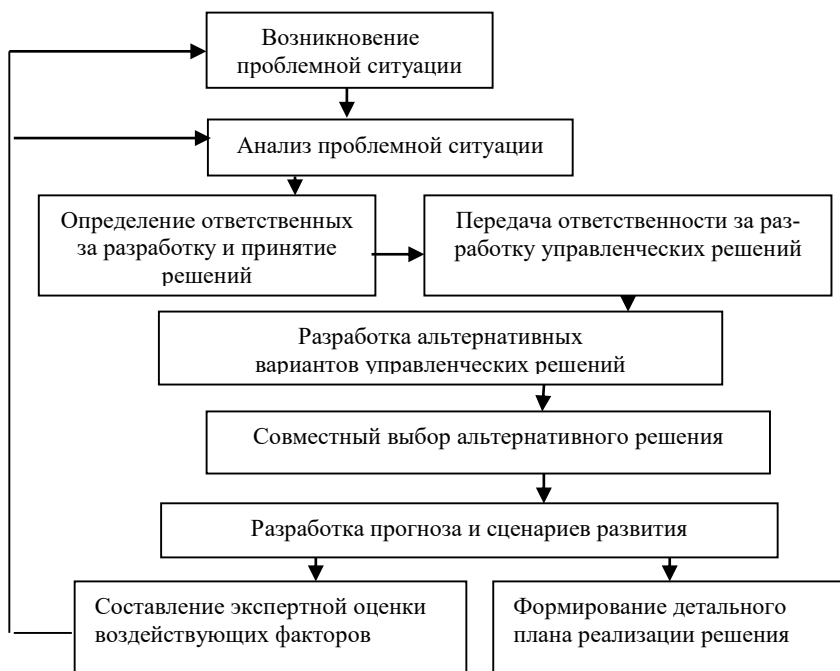 Возникновение
проблемной ситуации
Анализ проблемной ситуации
Определение ответственных
за разработку и принятие
решений
Передача ответственности за раз-
работку управленческих решений
Разработка альтернативных
вариантов управленческих решений
Совместный выбор альтернативного решения
Разработка прогноза и сценариев развития
Составление экспертной оценки
воздействующих факторов
Формирование детального
плана реализации решения